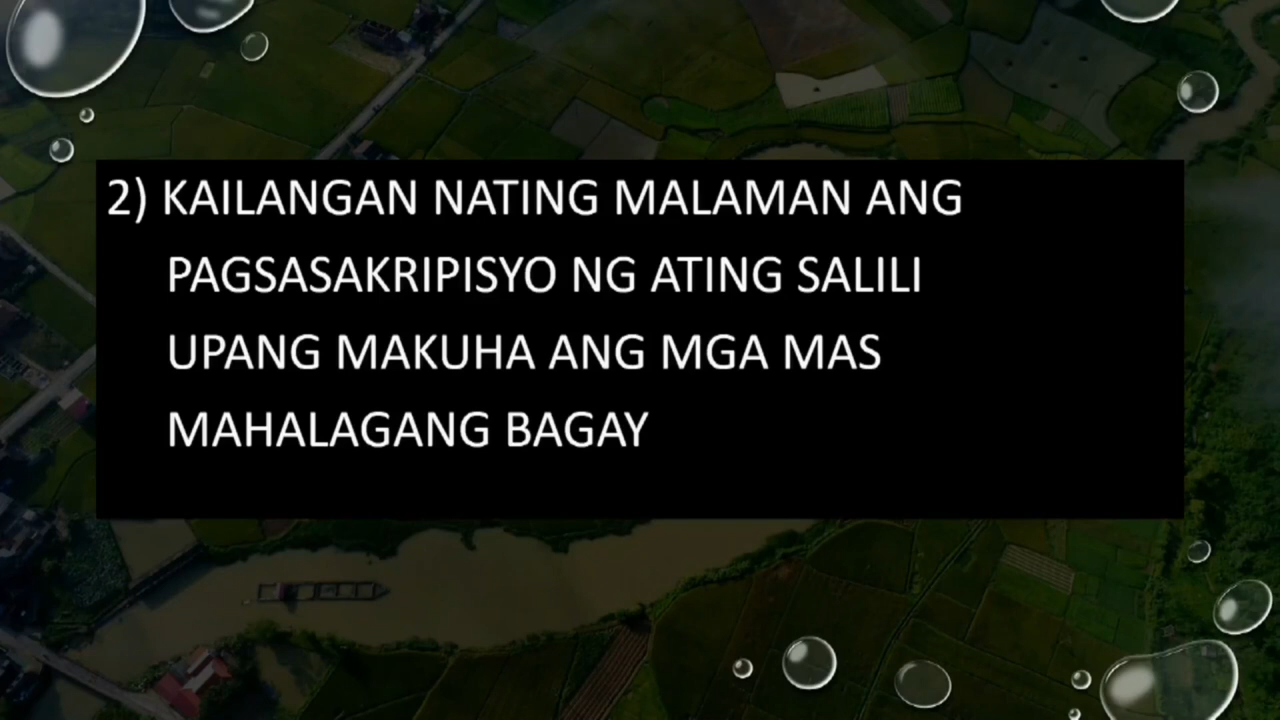 2) KAILANGAN NATING MALAMAN ANG
PAGSASAKRIPISYO NG ATING SALILI
UPANG MAKUHA ANG MGA MAS
MAHALAGANG BAGAY